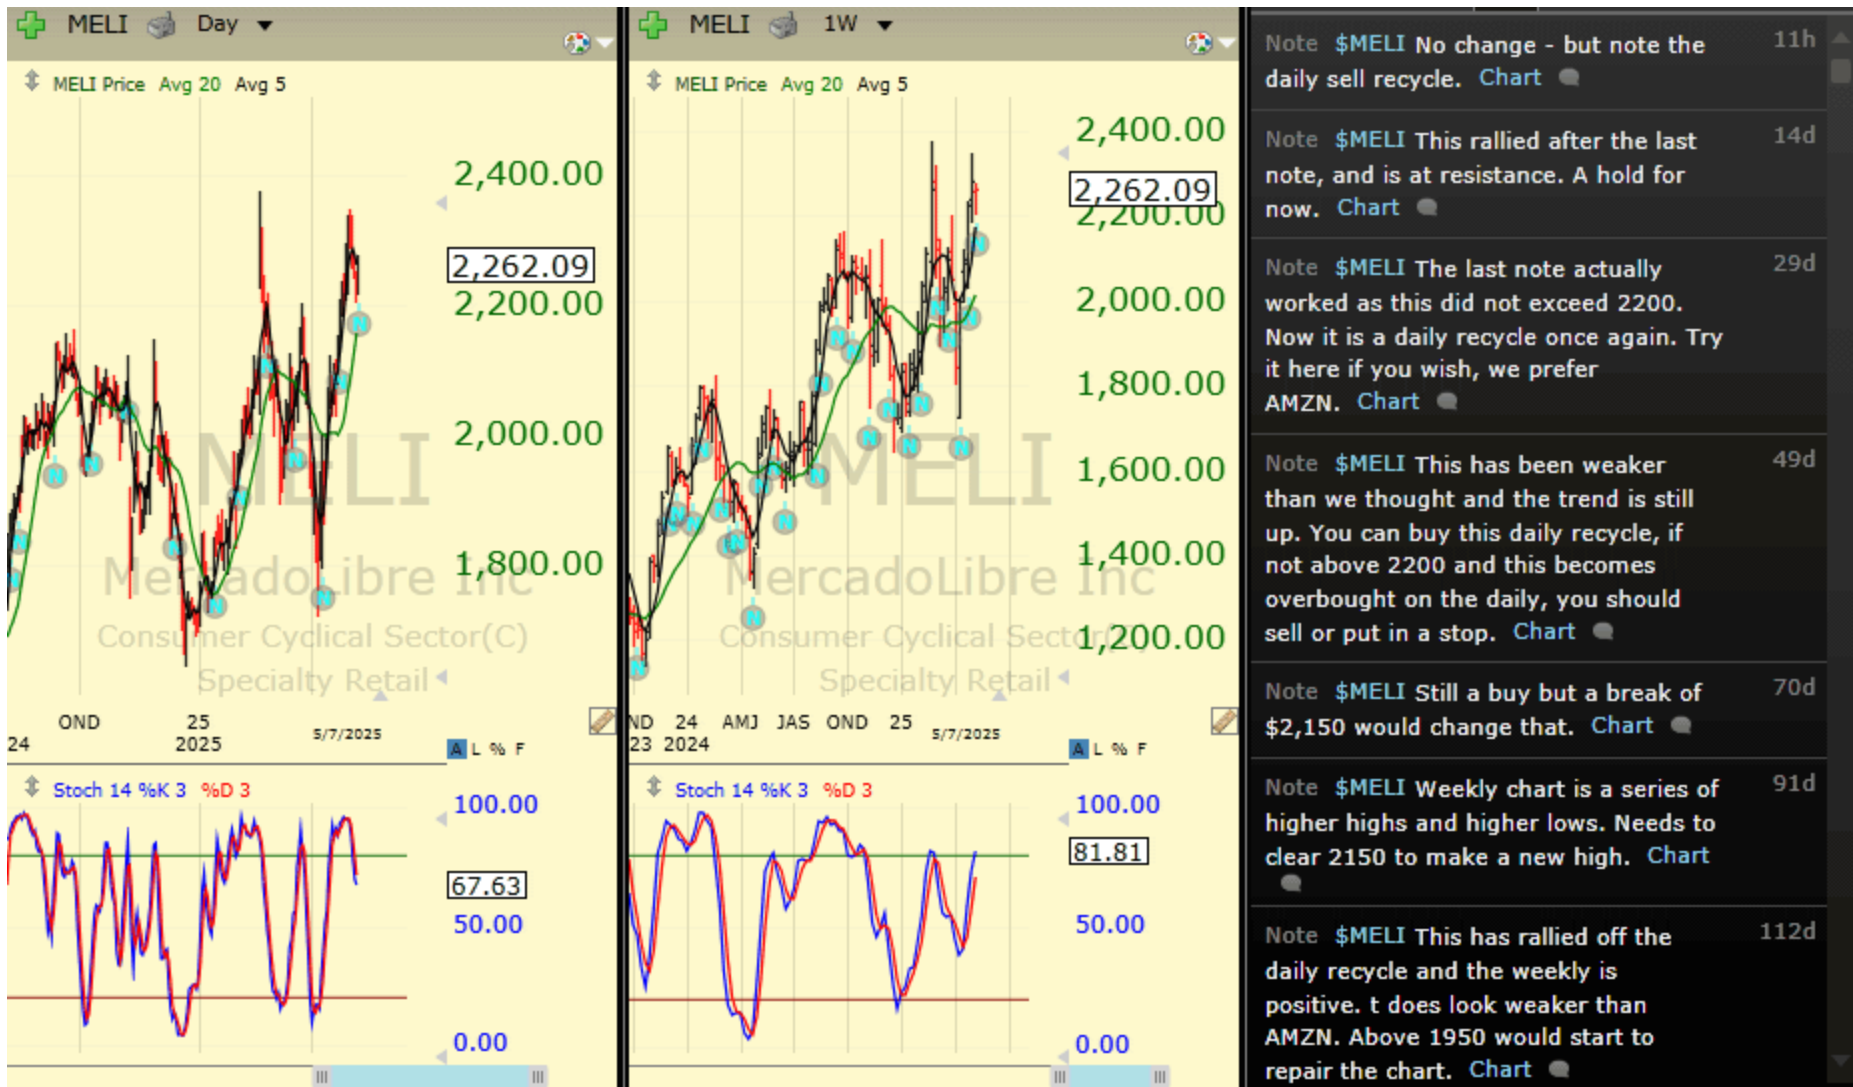 MELI Day
MELI Price Avg 20 Avg 5
2,400.00
2,262.09
2,200.00
2,000.00
1,800.00
MELI
MercadoLibre Inc
Consumer Cyclical Sector(C)
Specialty Retail
OND 25 5/7/2025
24 2025
A L % F
Stoch 14 %K 3 %D 3
100.00
67.63
50.00
0.00
MELI 1W
MELI Price Avg 20 Avg 5
2,400.00
2,262.09
2,200.00
2,000.00
1,800.00
1,600.00
1,400.00
1,200.00
MELI
MercadoLibre Inc
Consumer Cyclical Sector(C)
Specialty Retail
ND 24 AMJ JAS OND 25 5/7/2025
23 2024
A L % F
Stoch 14 %K 3 %D 3
100.00
81.81
50.00
0.00
Note $MELI No change - but note the 11h
daily sell recycle. Chart
Note $MELI This rallied after the last 14d
note, and is at resistance. A hold for
now. Chart
Note $MELI The last note actually 29d
worked as this did not exceed 2200.
Now it is a daily recycle once again. Try
it here if you wish, we prefer
AMZN. Chart
Note $MELI This has been weaker 49d
than we thought and the trend is still
up. You can buy this daily recycle, if
not above 2200 and this becomes
overbought on the daily, you should
sell or put in a stop. Chart
Note $MELI Still a buy but a break of 70d
$2,150 would change that. Chart
Note $MELI Weekly chart is a series of 91d
higher highs and higher lows. Needs to
clear 2150 to make a new high. Chart
Note $MELI This has rallied off the 112d
daily recycle and the weekly is
positive. t does look weaker than
AMZN. Above 1950 would start to
repair the chart. Chart